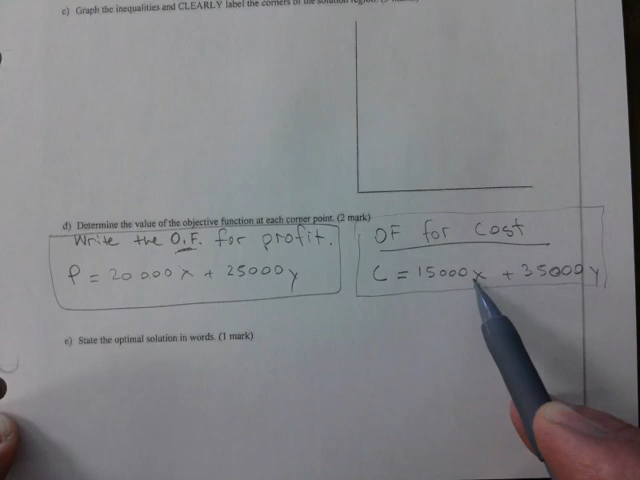 c) Graph the inequalities and CLEARLY label the corners of the solution region.
d) Determine the value of the objective function at each corner point. (2 mark)
Write the O.F. for profit.
P = 20 000x + 25000y
OF for cost
C = 15000x + 35000y
e) State the optimal solution in words. (1 mark)